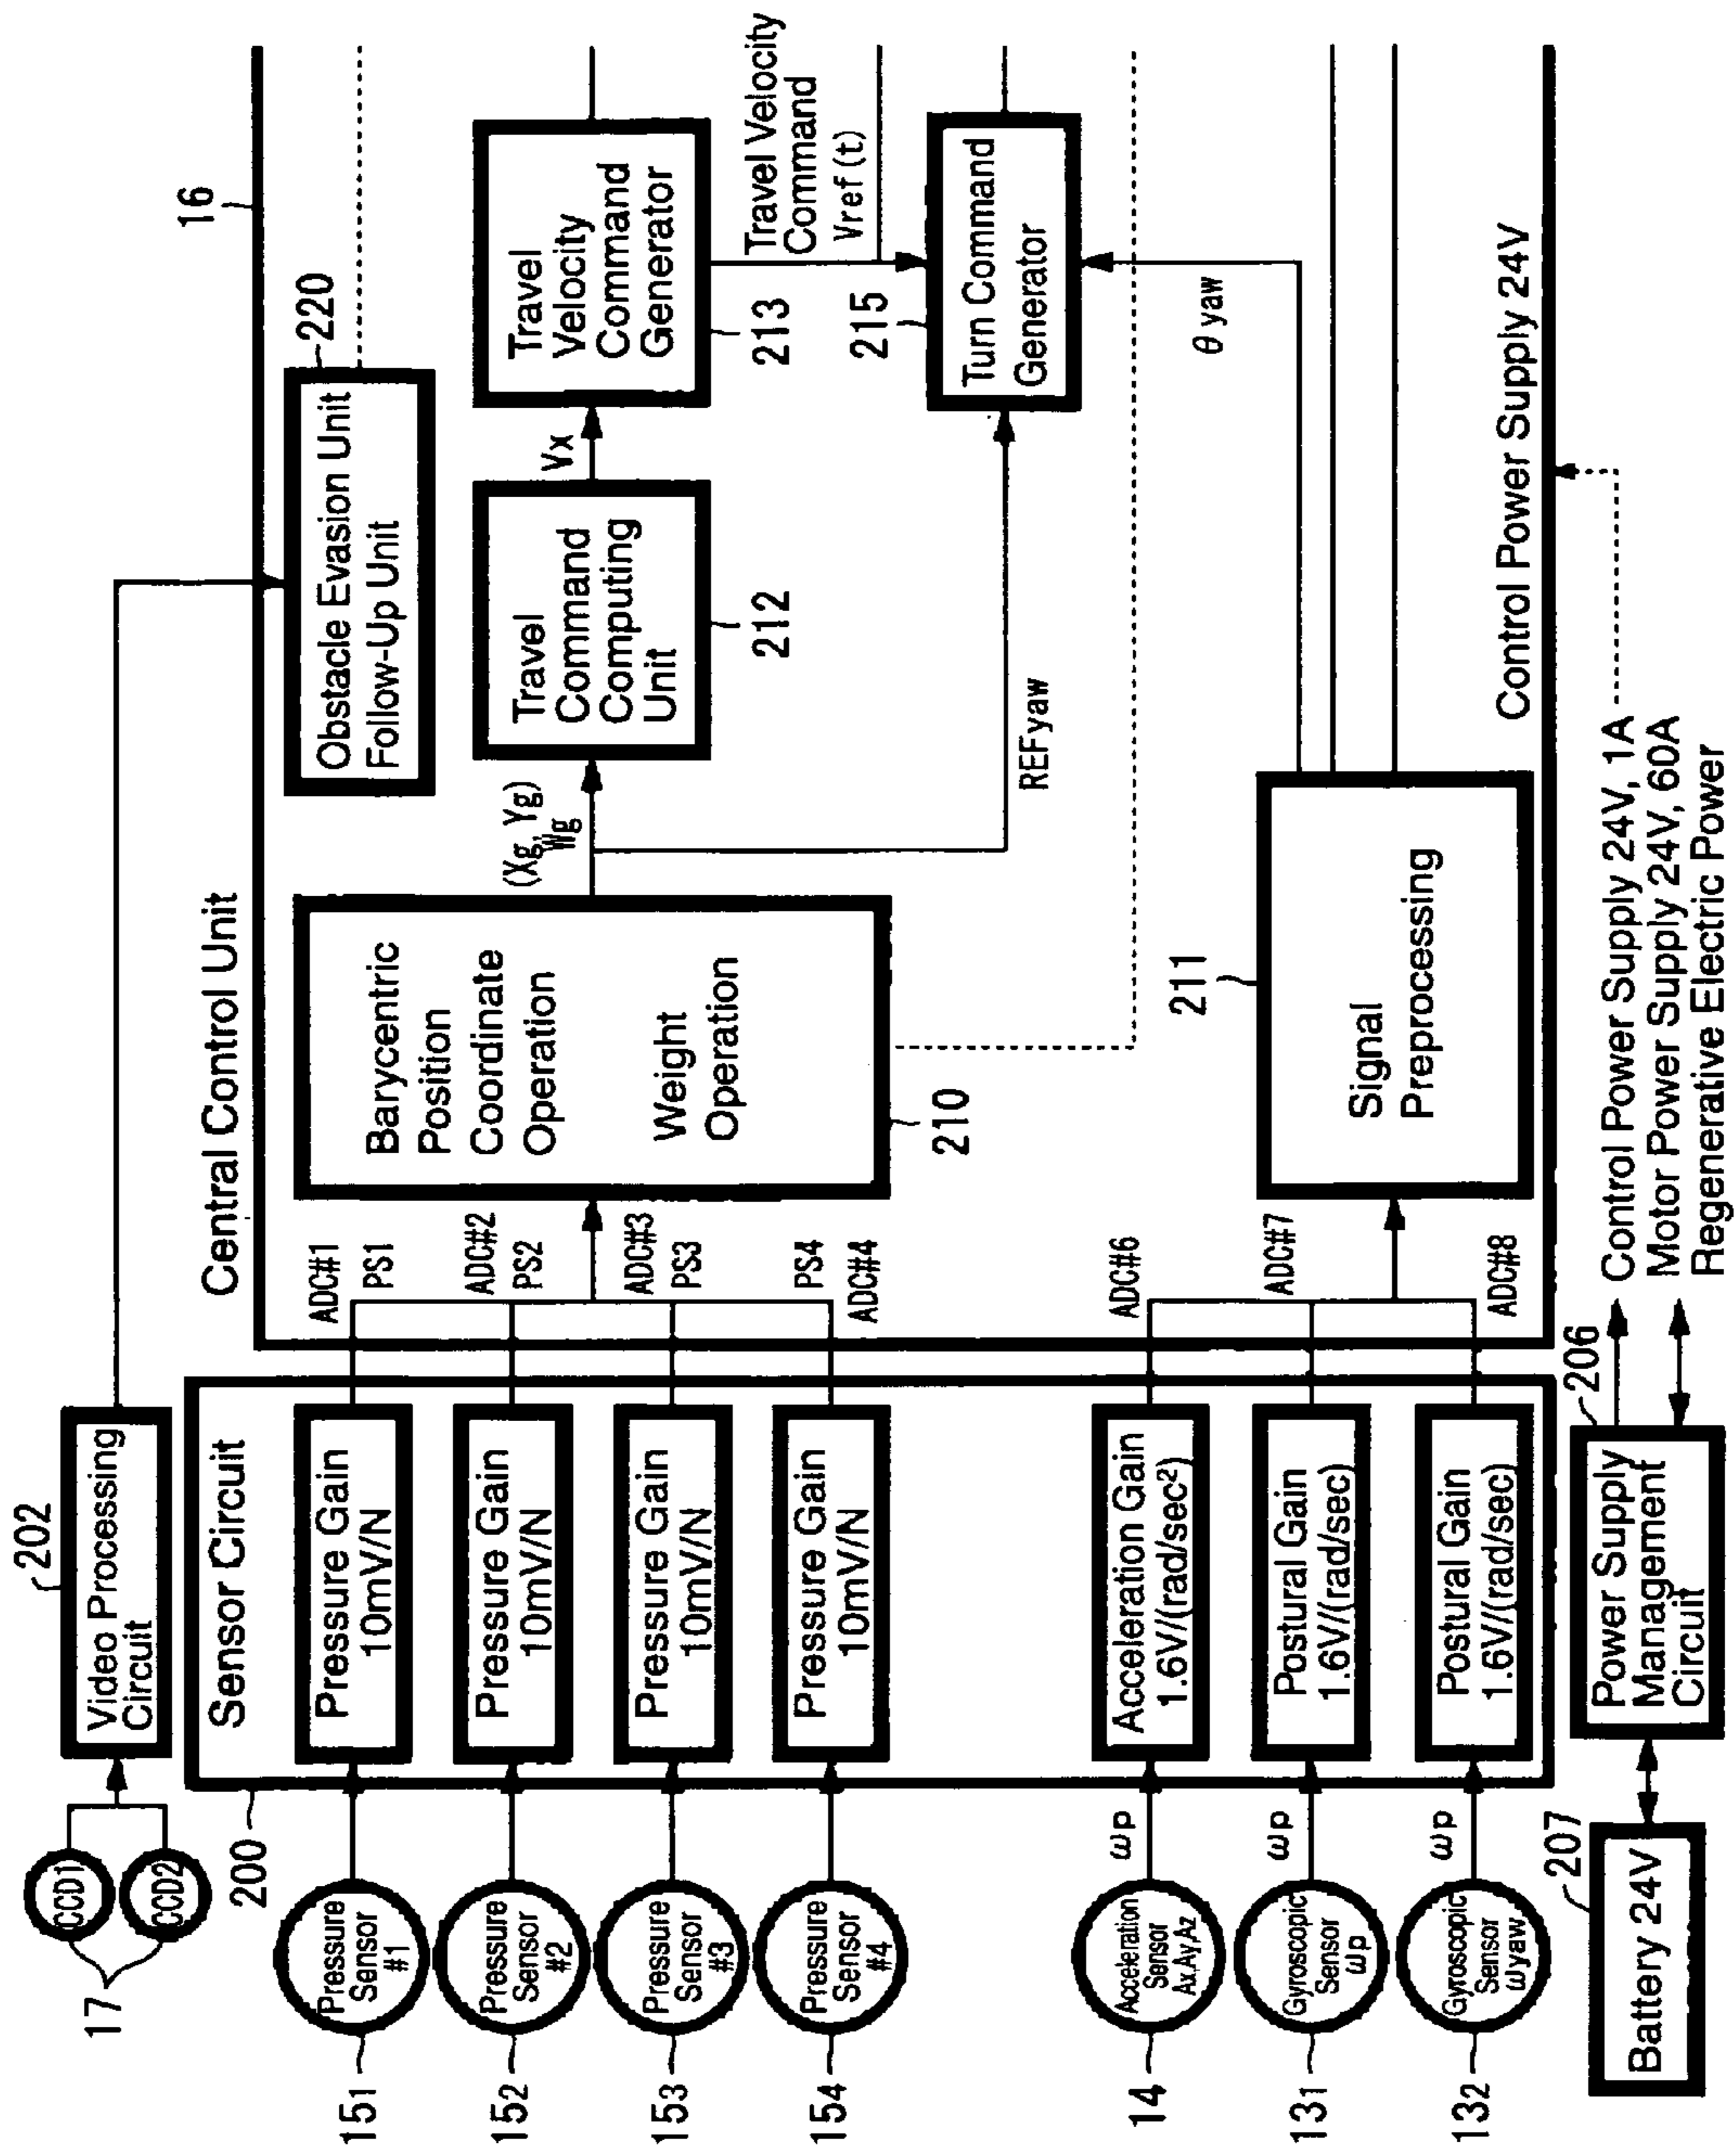 17
CCD1
CCD2
202
Video Processing
Circuit
Central Control Unit
16
200
Sensor Circuit
151
Pressure
Sensor
#1
Pressure Gain
10mV/N
ADC#1
PS1
152
Pressure
Sensor
#2
Pressure Gain
10mV/N
ADC#2
PS2
153
Pressure
Sensor
#3
Pressure Gain
10mV/N
ADC#3
PS3
154
Pressure
Sensor
#4
Pressure Gain
10mV/N
PS4
ADC#4
14
Acceleration
Sensor
Ax,Ay,Az
ωp
Acceleration Gain
1.6V/(rad/sec²)
ADC#6
131
Gyroscopic
Sensor
ωp
ωp
Postural Gain
1.6V/(rad/sec)
ADC#7
132
Gyroscopic
Sensor
ωyaw
ωp
Postural Gain
1.6V/(rad/sec)
ADC#8
Barycentric
Position
Coordinate
Operation
Weight
Operation
210
(Xg, Yg)
Wg
Obstacle Evasion Unit
Follow-Up Unit
220
Travel
Command
Computing
Unit
212
Vx
Travel
Velocity
Command
Generator
213
Travel Velocity
Command
Vref(t)
215
Turn Command
Generator
REFyaw
θyaw
211
Signal
Preprocessing
Control Power Supply 24V
207
Battery 24V
206
Power Supply
Management
Circuit
Control Power Supply 24V, 1A
Motor Power Supply 24V, 60A
Regenerative Electric Power